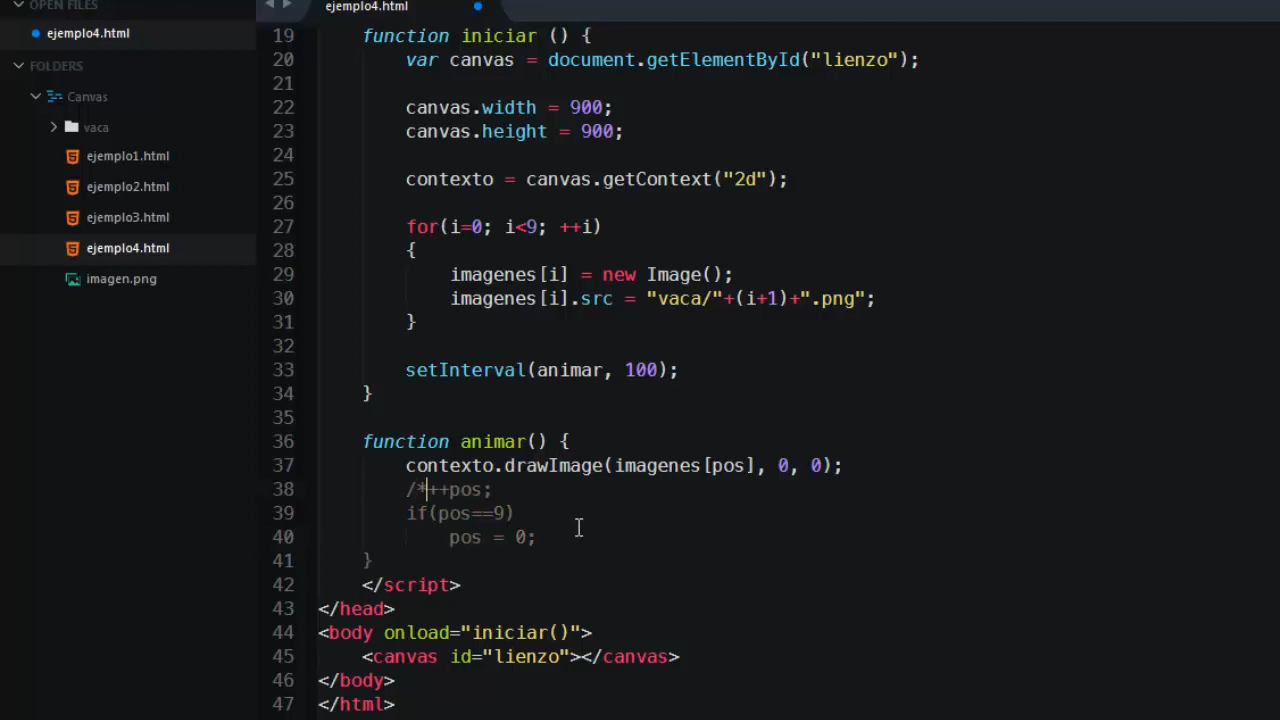 OPEN FILES
ejemplo4.html
FOLDERS
Canvas
vaca
ejemplo1.html
ejemplo2.html
ejemplo3.html
ejemplo4.html
imagen.png
ejemplo4.html
19 function iniciar () {
20 var canvas = document.getElementById("lienzo");
21
22 canvas.width = 900;
23 canvas.height = 900;
24
25 contexto = canvas.getContext("2d");
26
27 for(i=0; i<9; ++i)
28 {
29 imagenes[i] = new Image();
30 imagenes[i].src = "vaca/"+(i+1)+".png";
31 }
32
33 setInterval(animar, 100);
34 }
35
36 function animar() {
37 contexto.drawImage(imagenes[pos], 0, 0);
38 /*++pos;
39 if(pos==9)
40 pos = 0;
41 }
42 </script>
43 </head>
44 <body onload="iniciar()">
45 <canvas id="lienzo"></canvas>
46 </body>
47 </html>